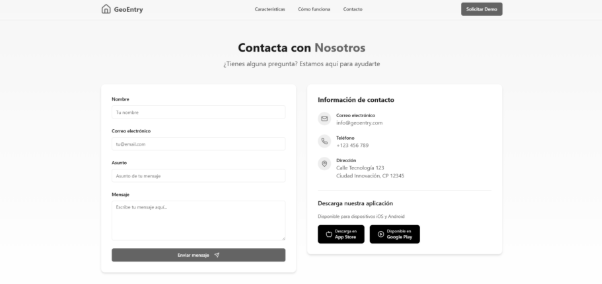 GeoEntry
Características
Cómo funciona
Contacto
Solicitar Demo
Contacta con Nosotros
¿Tienes alguna pregunta? Estamos aquí para ayudarte
Nombre
Tu nombre
Correo electrónico
tu@email.com
Asunto
Asunto de tu mensaje
Mensaje
Escribe tu mensaje aquí...
Enviar mensaje
Información de contacto
Correo electrónico
info@geoentry.com
Teléfono
+123 456 789
Dirección
Calle Tecnología 123
Ciudad Innovación, CP 12345
Descarga nuestra aplicación
Disponible para dispositivos iOS y Android
Descarga en
App Store
Disponible en
Google Play